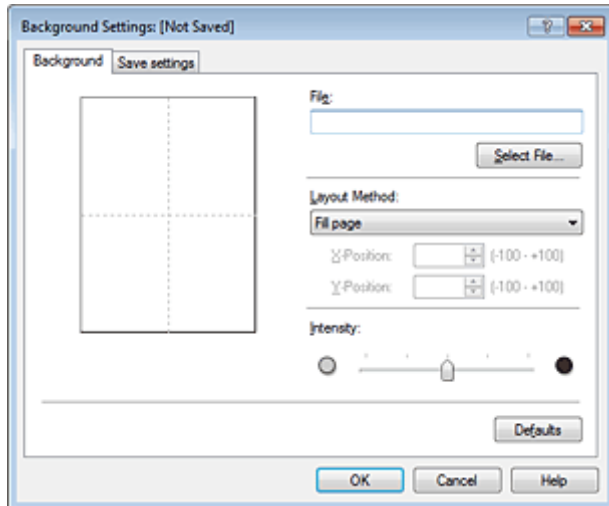 Background Settings: [Not Saved]
Background
Save settings
File:
Select File...
Layout Method:
Fill page
X-Position:
(-100 - +100)
Y-Position:
(-100 - +100)
Intensity:
Defaults
OK
Cancel
Help